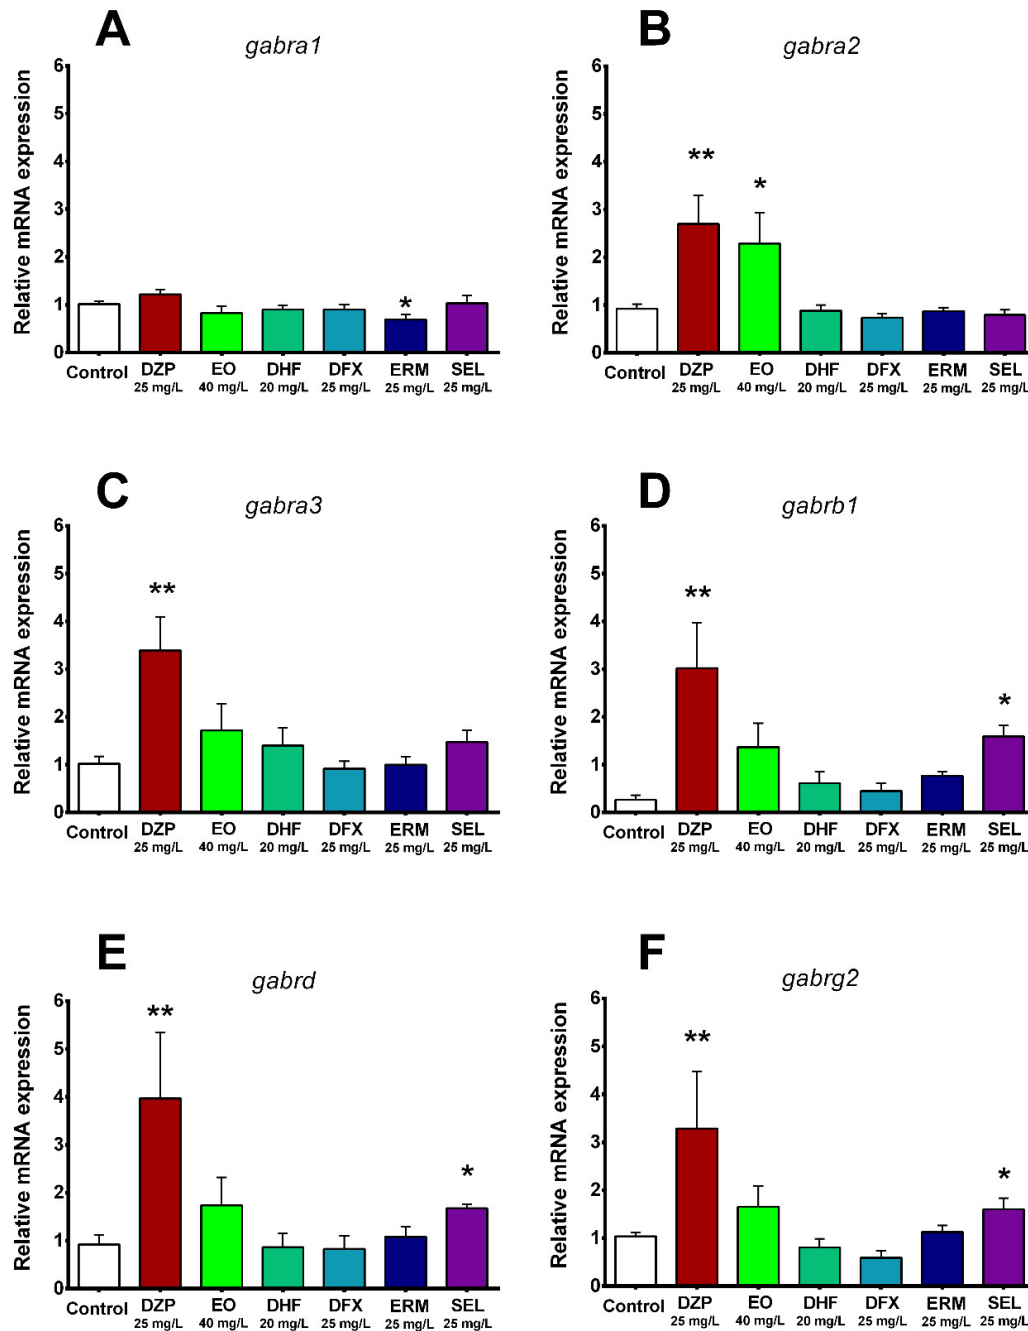 A
gabra1
Relative mRNA expression
6
5
4
3
2
1
0
*
Control DZP EO DHF DFX ERM SEL
25 mg/L 40 mg/L 20 mg/L 25 mg/L 25 mg/L 25 mg/L
B
gabra2
Relative mRNA expression
6
5
4
3
2
1
0
** *
Control DZP EO DHF DFX ERM SEL
25 mg/L 40 mg/L 20 mg/L 25 mg/L 25 mg/L 25 mg/L
C
gabra3
Relative mRNA expression
6
5
4
3
2
1
0
**
Control DZP EO DHF DFX ERM SEL
25 mg/L 40 mg/L 20 mg/L 25 mg/L 25 mg/L 25 mg/L
D
gabrb1
Relative mRNA expression
6
5
4
3
2
1
0
** *
Control DZP EO DHF DFX ERM SEL
25 mg/L 40 mg/L 20 mg/L 25 mg/L 25 mg/L 25 mg/L
E
gabrd
Relative mRNA expression
6
5
4
3
2
1
0
** *
Control DZP EO DHF DFX ERM SEL
25 mg/L 40 mg/L 20 mg/L 25 mg/L 25 mg/L 25 mg/L
F
gabrg2
Relative mRNA expression
6
5
4
3
2
1
0
** *
Control DZP EO DHF DFX ERM SEL
25 mg/L 40 mg/L 20 mg/L 25 mg/L 25 mg/L 25 mg/L